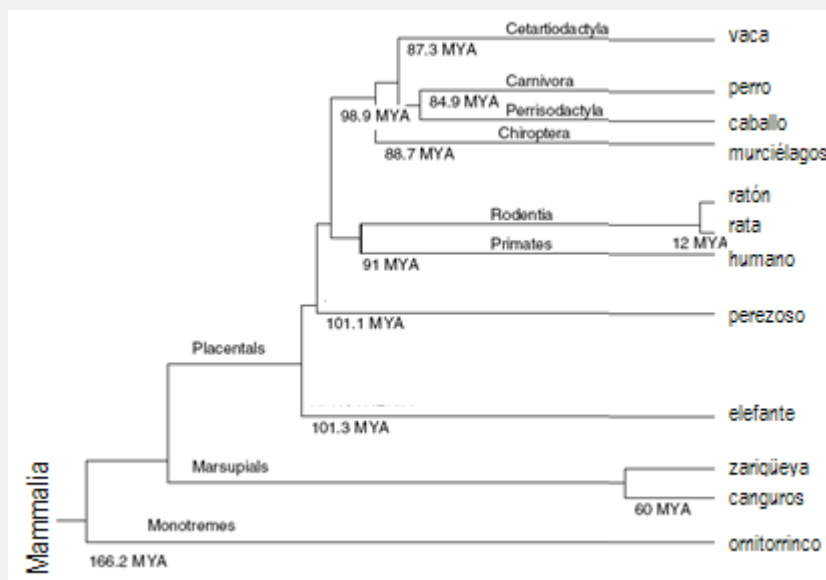 Cetartiodactyla
vaca
87.3 MYA
Carnivora
perro
84.9 MYA
Perrisodactyla
caballo
98.9 MYA
Chiroptera
murciélagos
88.7 MYA
ratón
Rodentia
rata
Primates
12 MYA
humano
91 MYA
perezoso
101.1 MYA
Placentals
elefante
101.3 MYA
Marsupials
zarigüeya
canguros
60 MYA
Mammalia
Monotremes
ornitorrinco
166.2 MYA